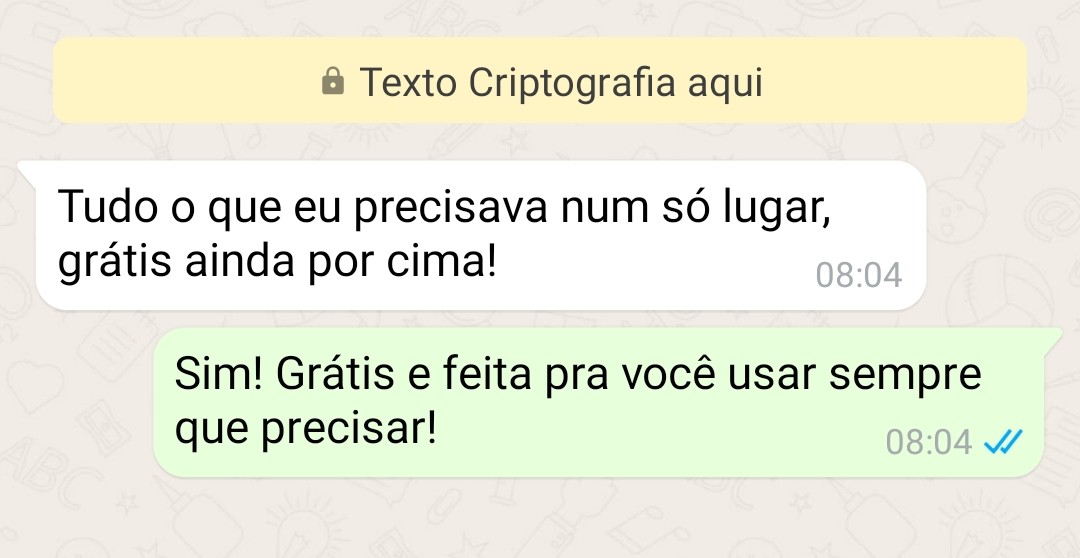 Texto Criptografia aqui
Tudo o que eu precisava num só lugar,
grátis ainda por cima!
08:04
Sim! Grátis e feita pra você usar sempre
que precisar!
08:04